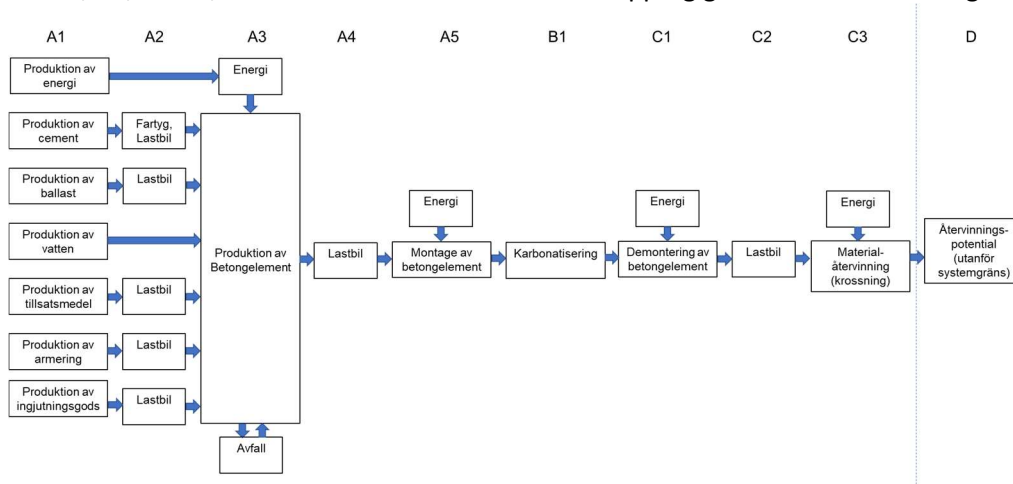 A1 A2 A3 A4 A5 B1 C1 C2 C3 D
Produktion av
energi
Energi
Produktion av
cement
Fartyg,
Lastbil
Produktion av
ballast
Lastbil
Produktion av
vatten
Produktion av
tillsatsmedel
Lastbil
Produktion av
armering
Lastbil
Produktion av
ingjutningsgods
Lastbil
Produktion av
Betongelement
Avfall
Lastbil
Energi
Montage av
betongelement
Karbonatisering
Energi
Demontering av
betongelement
Lastbil
Energi
Material-
återvinning
(krossning)
Återvinnings-
potential
(utanför
systemgräns)